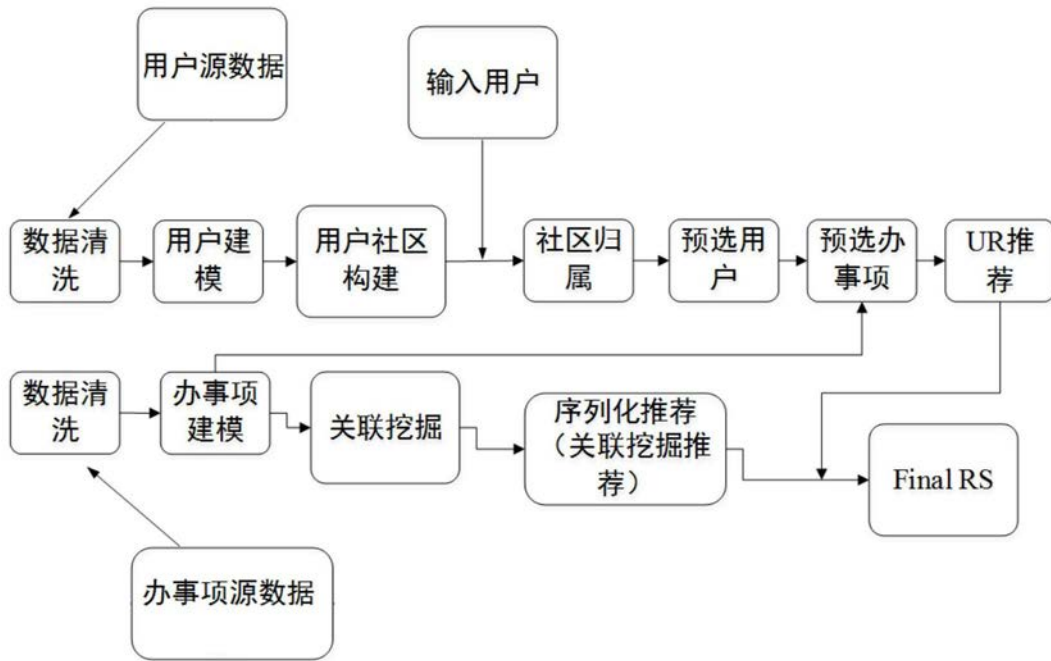 用户源数据
输入用户
数据清
洗
用户建
模
用户社区
构建
社区归
属
预选用
户
预选办
事项
UR推
荐
数据清
洗
办事项
建模
关联挖掘
序列化推荐
（关联挖掘推
荐）
Final RS
办事项源数据